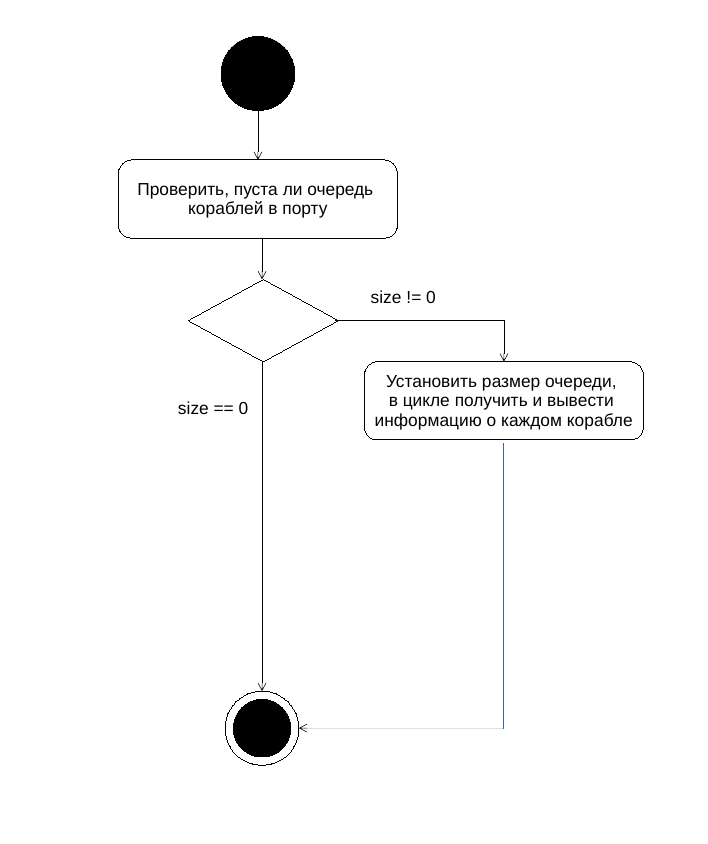 Проверить, пуста ли очередь
кораблей в порту
size != 0
Установить размер очереди,
в цикле получить и вывести
информацию о каждом корабле
size == 0